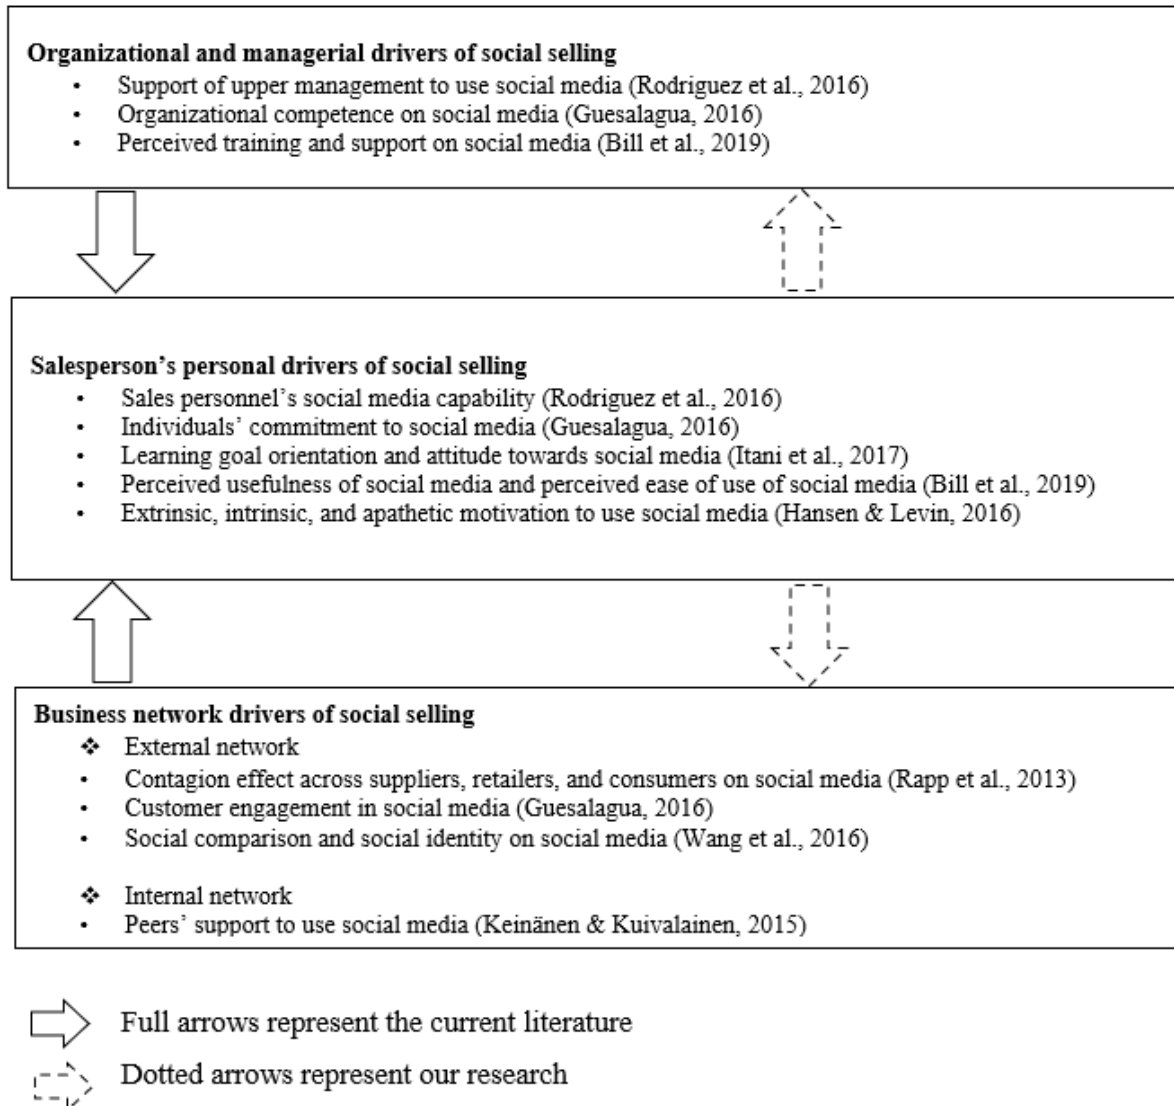 Organizational and managerial drivers of social selling
• Support of upper management to use social media (Rodriguez et al., 2016)
• Organizational competence on social media (Guesalagua, 2016)
• Perceived training and support on social media (Bill et al., 2019)
Salesperson’s personal drivers of social selling
• Sales personnel’s social media capability (Rodriguez et al., 2016)
• Individuals’ commitment to social media (Guesalagua, 2016)
• Learning goal orientation and attitude towards social media (Itani et al., 2017)
• Perceived usefulness of social media and perceived ease of use of social media (Bill et al., 2019)
• Extrinsic, intrinsic, and apathetic motivation to use social media (Hansen & Levin, 2016)
Business network drivers of social selling
❖ External network
• Contagion effect across suppliers, retailers, and consumers on social media (Rapp et al., 2013)
• Customer engagement in social media (Guesalagua, 2016)
• Social comparison and social identity on social media (Wang et al., 2016)
❖ Internal network
• Peers’ support to use social media (Keinänen & Kuivalainen, 2015)
Full arrows represent the current literature
Dotted arrows represent our research